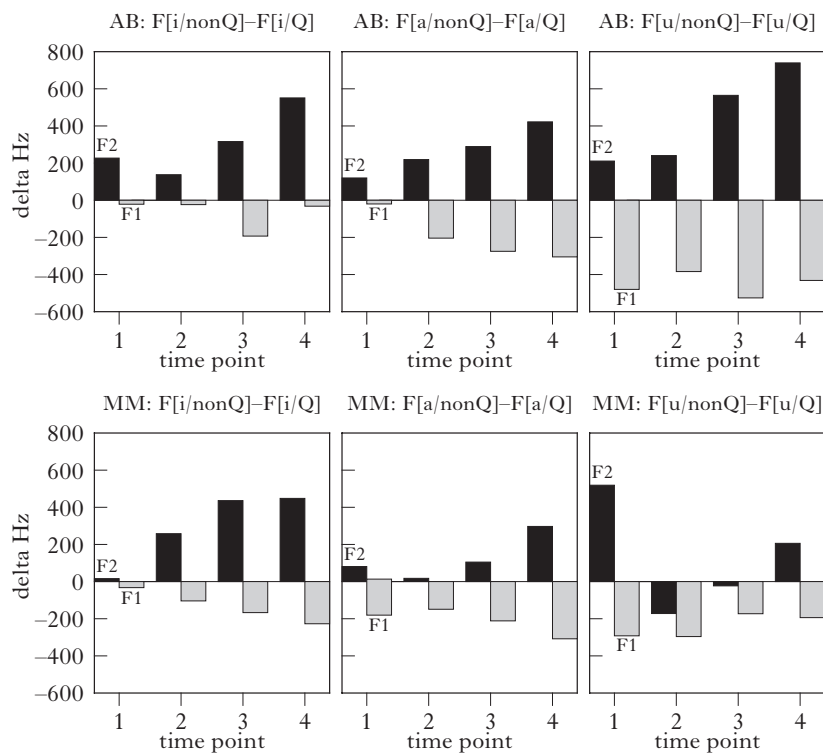 AB: F[i/nonQ]–F[i/Q] AB: F[a/nonQ]–F[a/Q] AB: F[u/nonQ]–F[u/Q]
delta Hz
800
600
400
200
0
–200
–400
–600
F2 F1
F2 F1
F2 F1
1 2 3 4 1 2 3 4 1 2 3 4
time point time point time point
MM: F[i/nonQ]–F[i/Q] MM: F[a/nonQ]–F[a/Q] MM: F[u/nonQ]–F[u/Q]
delta Hz
800
600
400
200
0
–200
–400
–600
F2 F1
F2 F1
F2 F1
1 2 3 4 1 2 3 4 1 2 3 4
time point time point time point